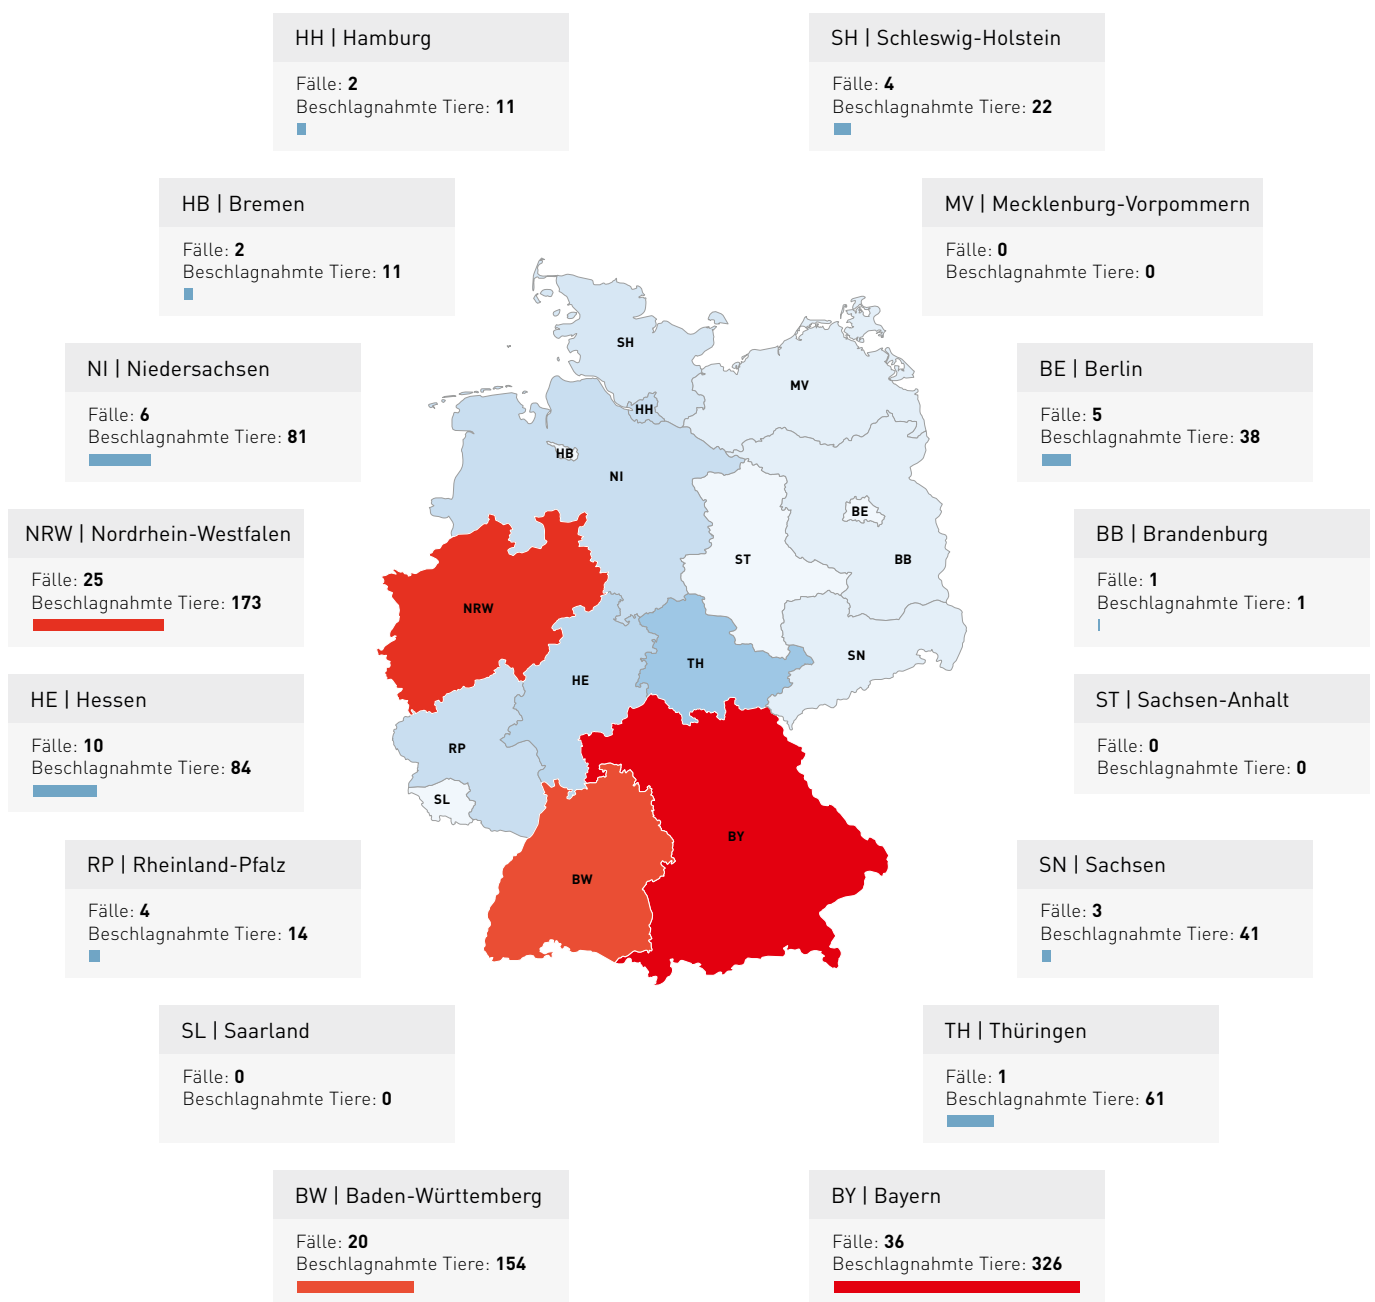 HH | Hamburg
Fälle: 2
Beschlagnahmte Tiere: 11
SH | Schleswig-Holstein
Fälle: 4
Beschlagnahmte Tiere: 22
HB | Bremen
Fälle: 2
Beschlagnahmte Tiere: 11
MV | Mecklenburg-Vorpommern
Fälle: 0
Beschlagnahmte Tiere: 0
NI | Niedersachsen
Fälle: 6
Beschlagnahmte Tiere: 81
BE | Berlin
Fälle: 5
Beschlagnahmte Tiere: 38
NRW | Nordrhein-Westfalen
Fälle: 25
Beschlagnahmte Tiere: 173
BB | Brandenburg
Fälle: 1
Beschlagnahmte Tiere: 1
HE | Hessen
Fälle: 10
Beschlagnahmte Tiere: 84
ST | Sachsen-Anhalt
Fälle: 0
Beschlagnahmte Tiere: 0
RP | Rheinland-Pfalz
Fälle: 4
Beschlagnahmte Tiere: 14
SN | Sachsen
Fälle: 3
Beschlagnahmte Tiere: 41
SL | Saarland
Fälle: 0
Beschlagnahmte Tiere: 0
TH | Thüringen
Fälle: 1
Beschlagnahmte Tiere: 61
BW | Baden-Württemberg
Fälle: 20
Beschlagnahmte Tiere: 154
BY | Bayern
Fälle: 36
Beschlagnahmte Tiere: 326
SH
MV
HH
HB
NI
BE
ST
BB
NRW
SN
TH
HE
RP
SL
BY
BW